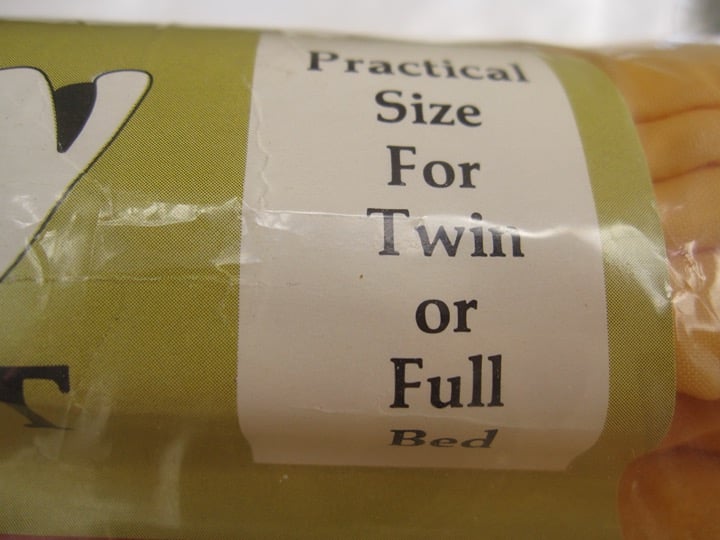 Practical
Size
For
Twin
or
Full
Bed